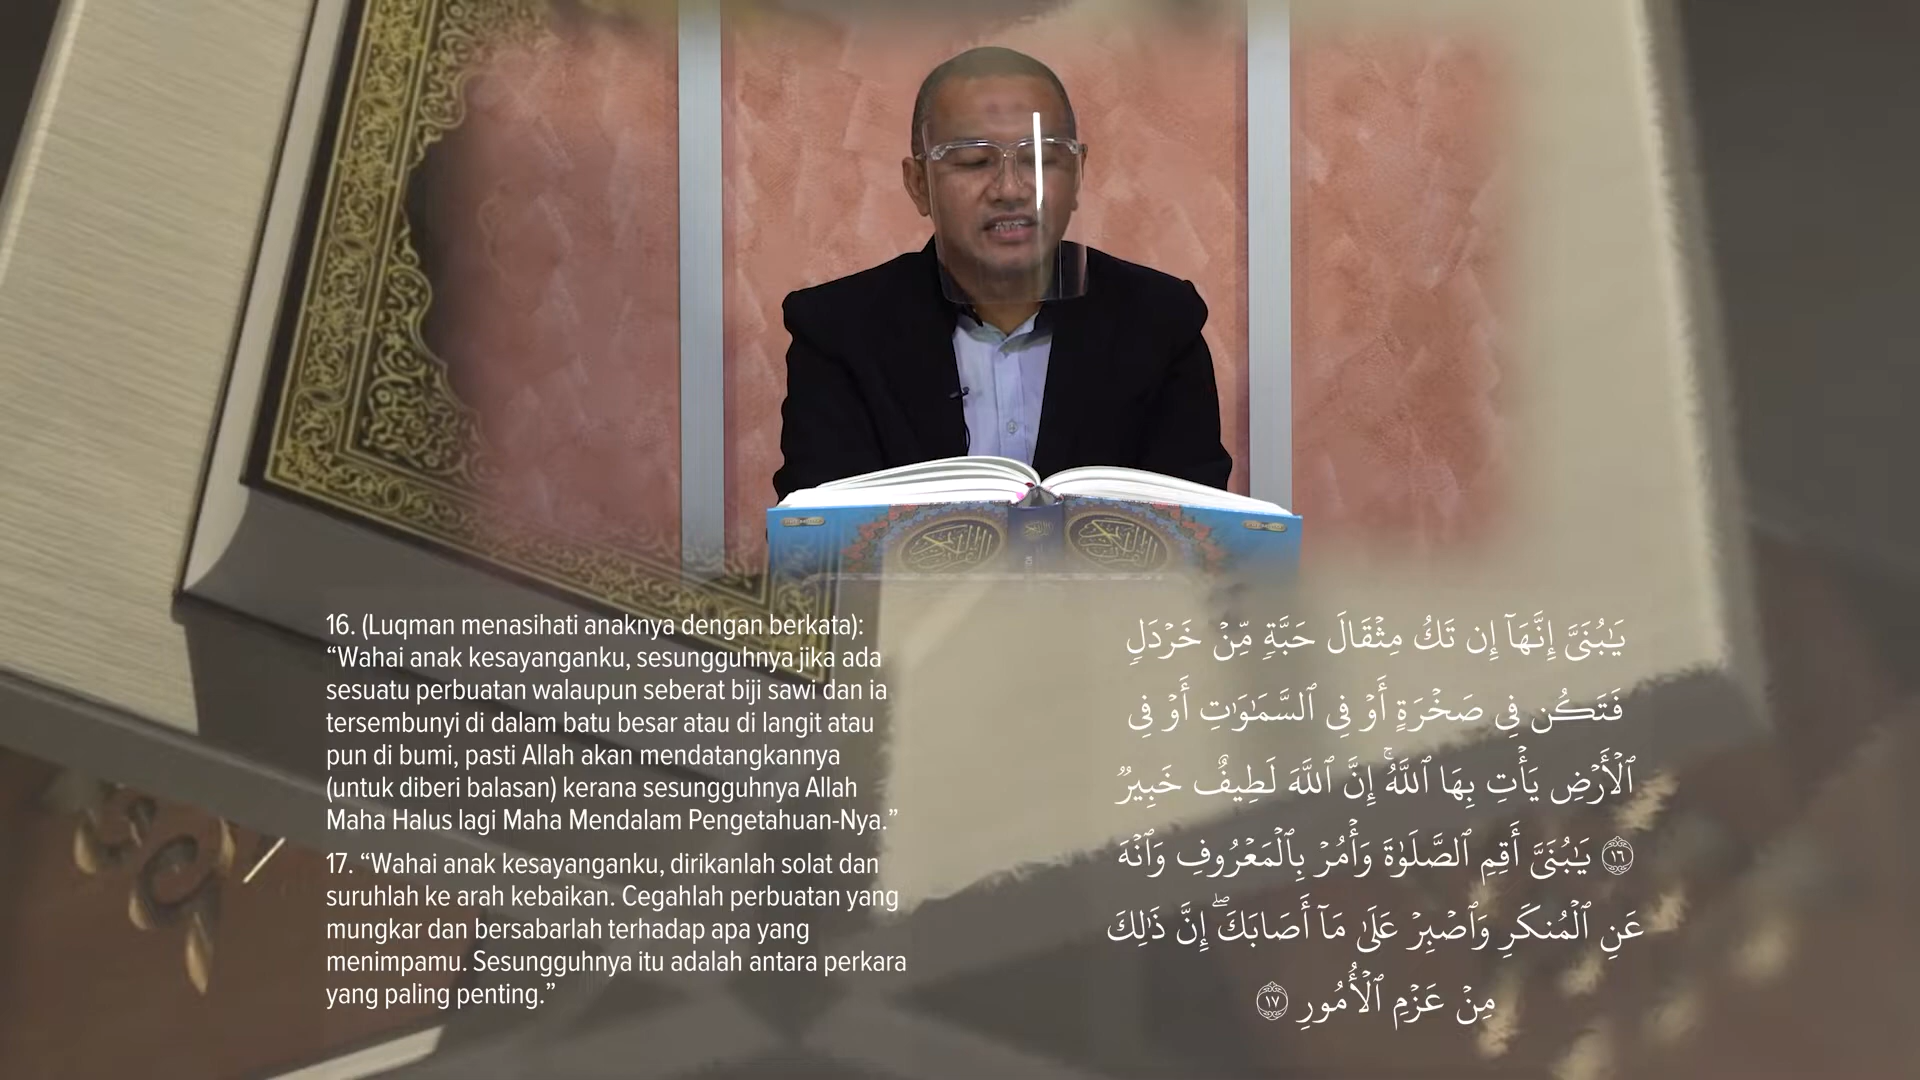 16. (Luqman menasihati anaknya dengan berkata):
“Wahai anak kesayanganku, sesungguhnya jika ada
sesuatu perbuatan walaupun seberat biji sawi dan ia
tersembunyi di dalam batu besar atau di langit atau
pun di bumi, pasti Allah akan mendatangkannya
(untuk diberi balasan) kerana sesungguhnya Allah
Maha Halus lagi Maha Mendalam Pengetahuan-Nya.”
17. “Wahai anak kesayanganku, dirikanlah solat dan
suruhlah ke arah kebaikan. Cegahlah perbuatan yang
mungkar dan bersabarlah terhadap apa yang
menimpamu. Sesungguhnya itu adalah antara perkara
yang paling penting.”
يَـٰبُنَىَّ إِنَّهَآ إِن تَكُ مِثْقَالَ حَبَّةٍ مِّنْ خَرْدَلٍ
فَتَكُن فِى صَخْرَةٍ أَوْ فِى ٱلسَّمَـٰوَٰتِ أَوْ فِى
ٱلْأَرْضِ يَأْتِ بِهَا ٱللَّهُ ۚ إِنَّ ٱللَّهَ لَطِيفٌ خَبِيرٌ
١٦ يَـٰبُنَىَّ أَقِمِ ٱلصَّلَوٰةَ وَأْمُرْ بِٱلْمَعْرُوفِ وَٱنْهَ
عَنِ ٱلْمُنكَرِ وَٱصْبِرْ عَلَىٰ مَآ أَصَابَكَ ۖ إِنَّ ذَٰلِكَ
مِنْ عَزْمِ ٱلْأُمُورِ ١٧